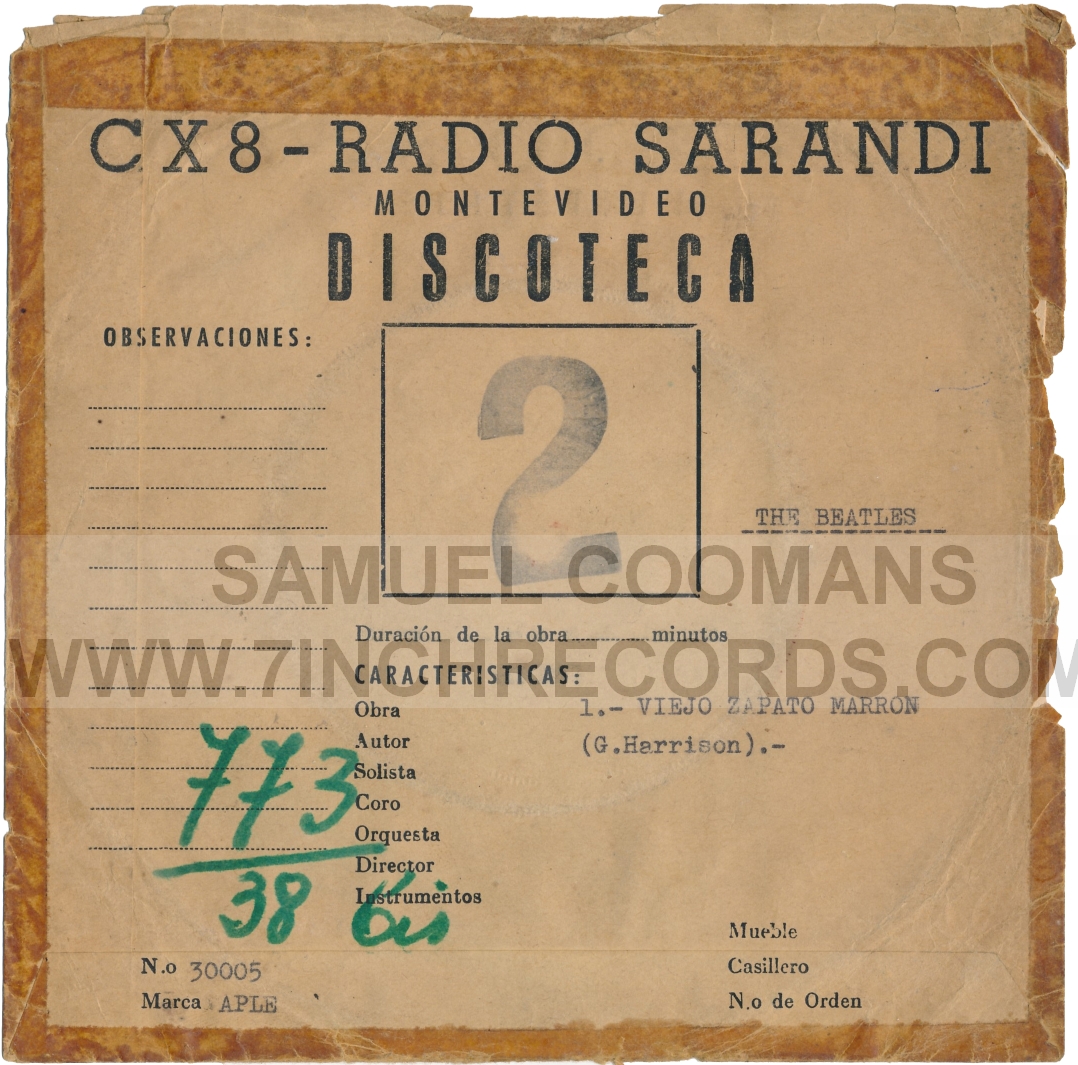 CX8-RADIO SARANDI
MONTEVIDEO
DISCOTECA
OBSERVACIONES:
2
THE BEATLES
SAMUEL COOMANS
WWW.7INCHRECORDS.COM
Duración de la obra............minutos
CARACTERISTICAS:
Obra 1.- VIEJO ZAPATO MARRON
Autor (G.Harrison).-
Solista
Coro
Orquesta
Director
Instrumentos
773
38 bis
Mueble
N.o 30005 Casillero
Marca APLE N.o de Orden